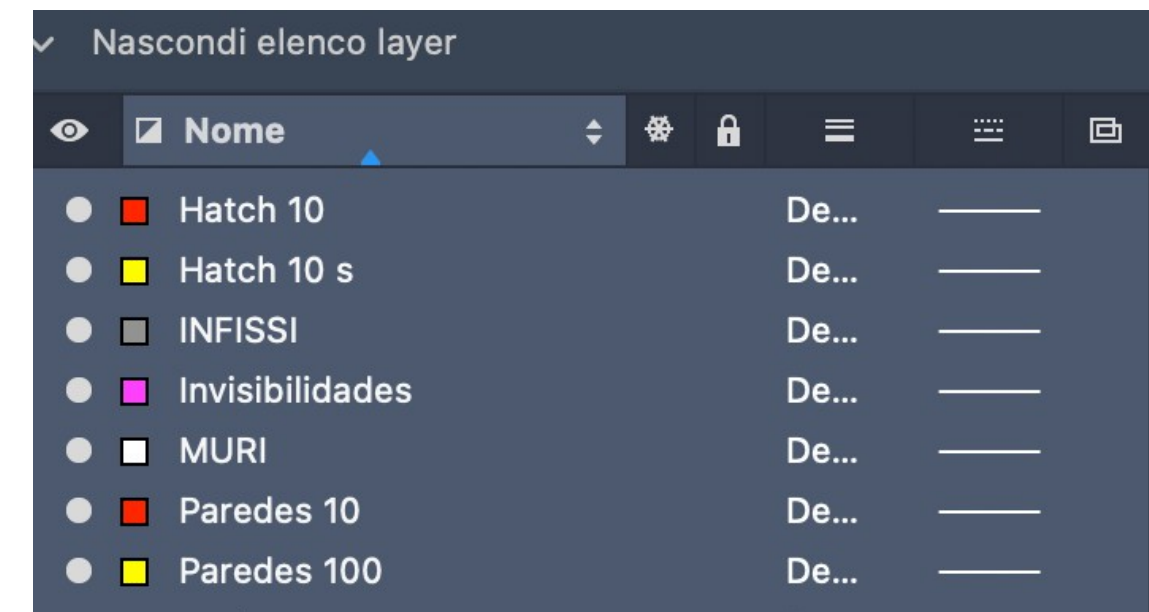 Nascondi elenco layer
Nome
Hatch 10 De...
Hatch 10 s De...
INFISSI De...
Invisibilidades De...
MURI De...
Paredes 10 De...
Paredes 100 De...